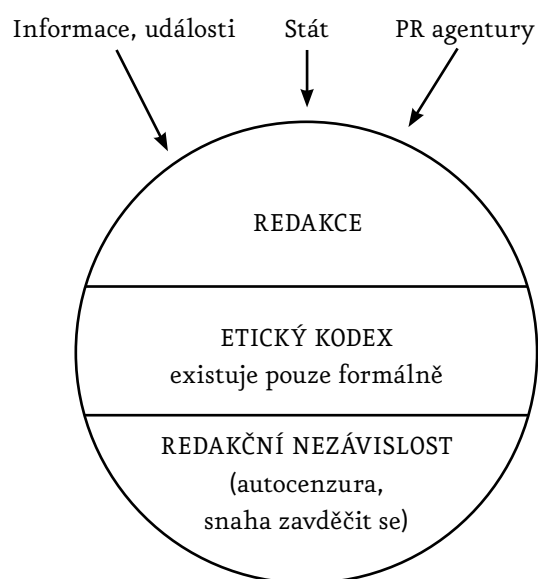 Informace, události Stát PR agentury
REDAKCE
ETICKÝ KODEX
existuje pouze formálně
REDAKČNÍ NEZÁVISLOST
(autocenzura,
snaha zavděčit se)